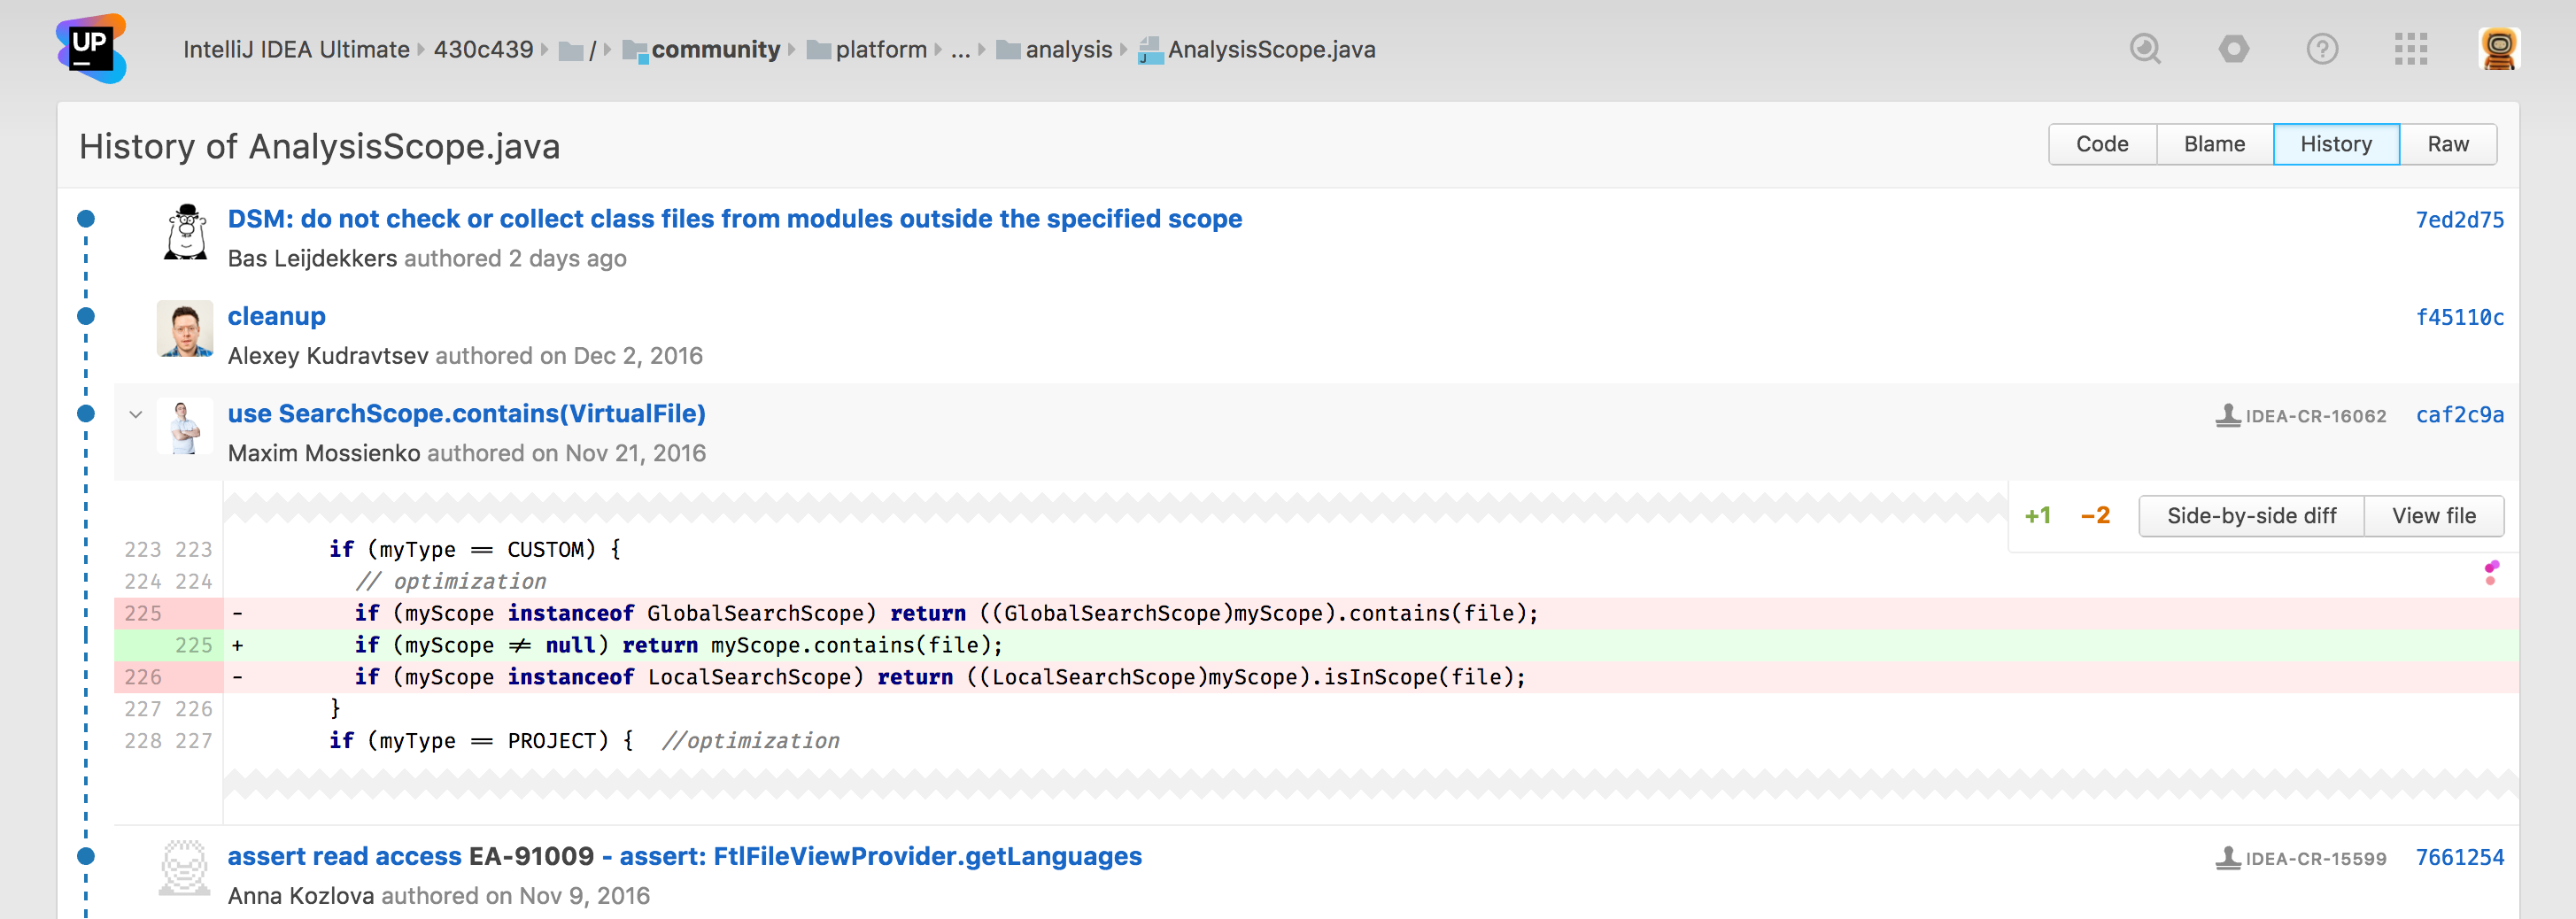 UP
IntelliJ IDEA Ultimate 430c439 / community platform ... analysis AnalysisScope.java
History of AnalysisScope.java
Code Blame History Raw
DSM: do not check or collect class files from modules outside the specified scope 7ed2d75
Bas Leijdekkers authored 2 days ago
cleanup f45110c
Alexey Kudravtsev authored on Dec 2, 2016
use SearchScope.contains(VirtualFile) IDEA-CR-16062 caf2c9a
Maxim Mossienko authored on Nov 21, 2016
+1 −2 Side-by-side diff View file
223 223 if (myType == CUSTOM) {
224 224 // optimization
225 - if (myScope instanceof GlobalSearchScope) return ((GlobalSearchScope)myScope).contains(file);
225 + if (myScope ≠ null) return myScope.contains(file);
226 - if (myScope instanceof LocalSearchScope) return ((LocalSearchScope)myScope).isInScope(file);
227 226 }
228 227 if (myType == PROJECT) { //optimization
assert read access EA-91009 - assert: FtlFileViewProvider.getLanguages IDEA-CR-15599 7661254
Anna Kozlova authored on Nov 9, 2016